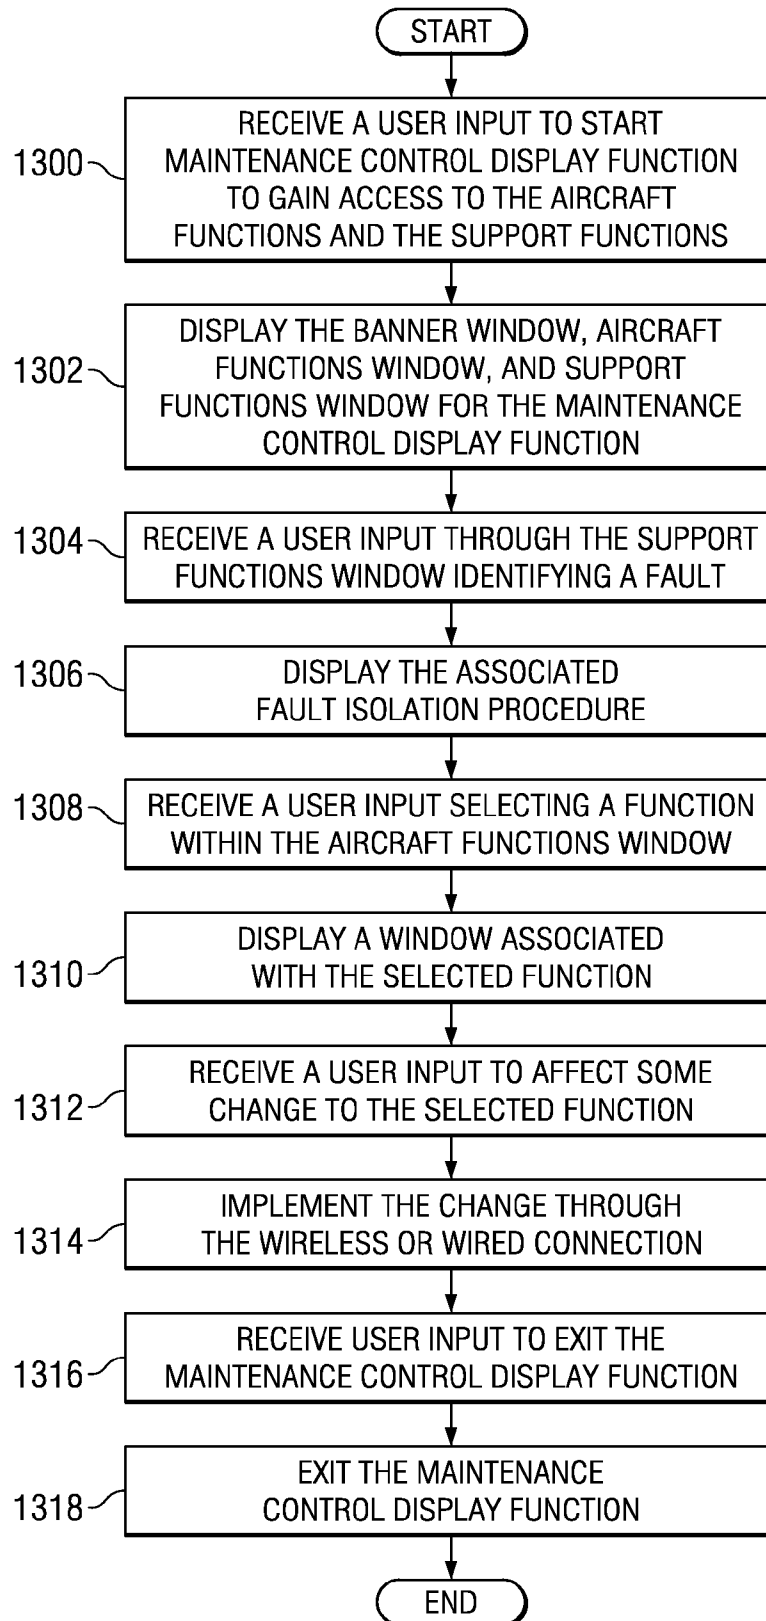 START
1300
RECEIVE A USER INPUT TO START
MAINTENANCE CONTROL DISPLAY FUNCTION
TO GAIN ACCESS TO THE AIRCRAFT
FUNCTIONS AND THE SUPPORT FUNCTIONS
1302
DISPLAY THE BANNER WINDOW, AIRCRAFT
FUNCTIONS WINDOW, AND SUPPORT
FUNCTIONS WINDOW FOR THE MAINTENANCE
CONTROL DISPLAY FUNCTION
1304
RECEIVE A USER INPUT THROUGH THE SUPPORT
FUNCTIONS WINDOW IDENTIFYING A FAULT
1306
DISPLAY THE ASSOCIATED
FAULT ISOLATION PROCEDURE
1308
RECEIVE A USER INPUT SELECTING A FUNCTION
WITHIN THE AIRCRAFT FUNCTIONS WINDOW
1310
DISPLAY A WINDOW ASSOCIATED
WITH THE SELECTED FUNCTION
1312
RECEIVE A USER INPUT TO AFFECT SOME
CHANGE TO THE SELECTED FUNCTION
1314
IMPLEMENT THE CHANGE THROUGH
THE WIRELESS OR WIRED CONNECTION
1316
RECEIVE USER INPUT TO EXIT THE
MAINTENANCE CONTROL DISPLAY FUNCTION
1318
EXIT THE MAINTENANCE
CONTROL DISPLAY FUNCTION
END